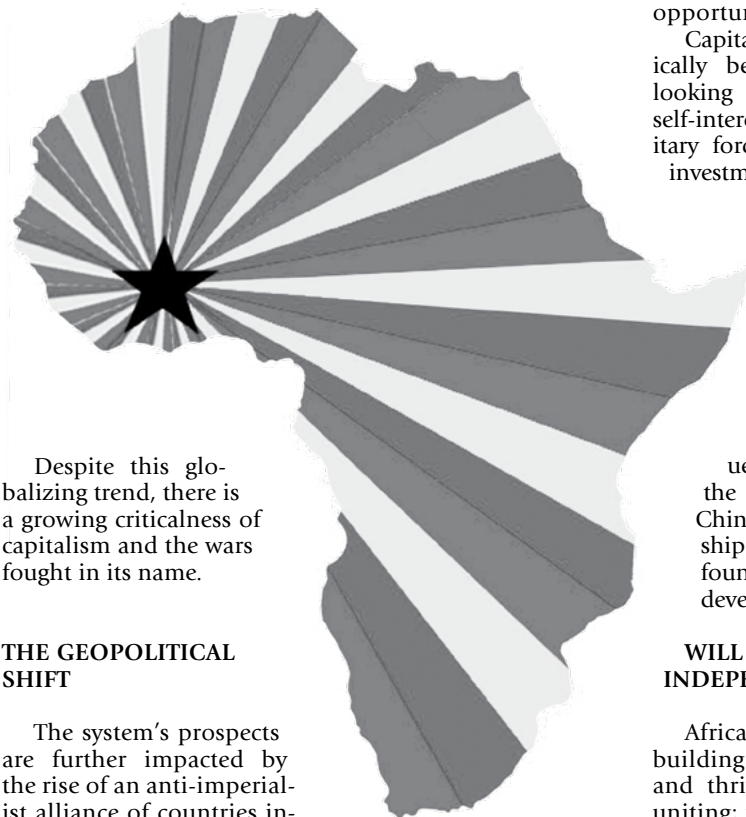 Despite this glo-
balizing trend, there is
a growing criticalness of
capitalism and the wars
fought in its name.
THE GEOPOLITICAL
SHIFT
The system's prospects
are further impacted by
the rise of an anti-imperial-
ist alliance of countries in-
opportun
Capita
ically be
looking
self-intere
itary forc
investm
ue
the
Chin
ship
foun
deve
WILL
INDEPE
Africa
building
and thri
uniting: